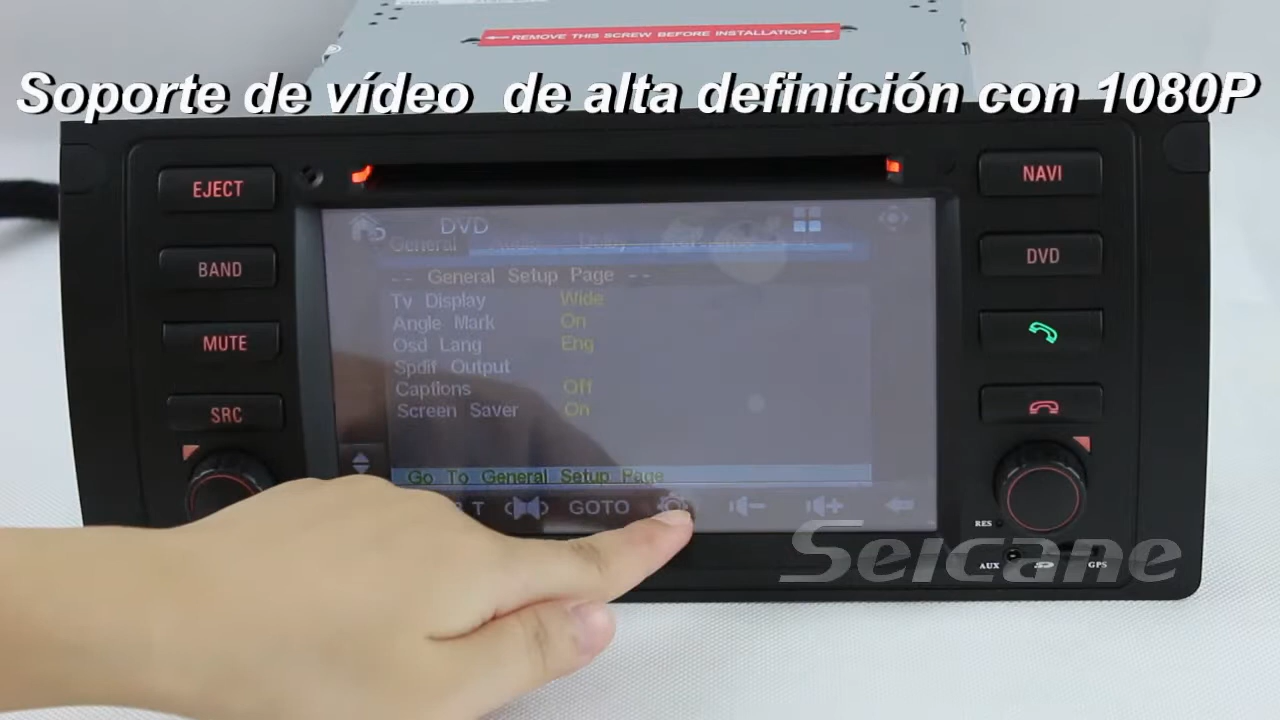 REMOVE THIS SCREW BEFORE INSTALLATION
Soporte de vídeo de alta definición con 1080P
EJECT
NAVI
DVD
General
BAND
DVD
-- General Setup Page --
Tv Display Wide
Angle Mark On
Osd Lang Eng
Spdif Output
Captions Off
Screen Saver On
MUTE
SRC
Go To General Setup Page
GOTO
RES
AUX
GPS
Seicane